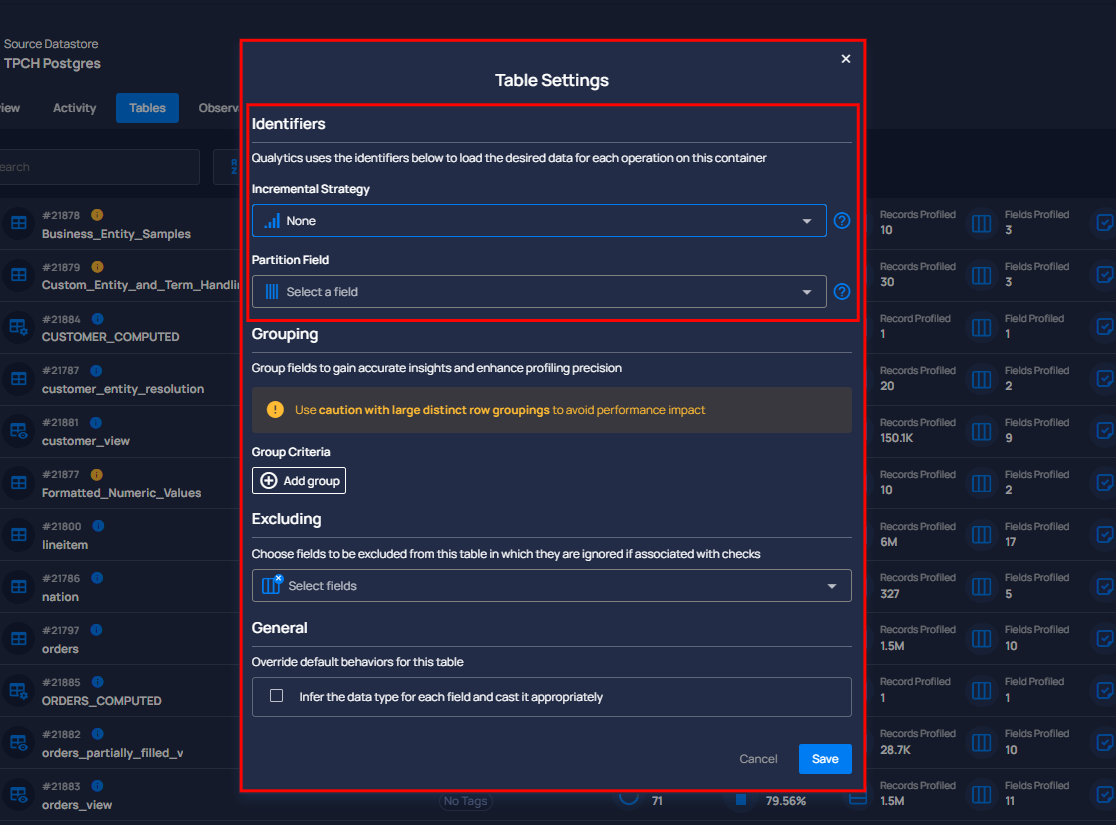 Source Datastore
TPCH Postgres
Activity
Tables
Table Settings
Identifiers
Qualytics uses the identifiers below to load the desired data for each operation on this container
Incremental Strategy
None
Partition Field
Select a field
Grouping
Group fields to gain accurate insights and enhance profiling precision
Use caution with large distinct row groupings to avoid performance impact
Group Criteria
Add group
Excluding
Choose fields to be excluded from this table in which they are ignored if associated with checks
Select fields
General
Override default behaviors for this table
Infer the data type for each field and cast it appropriately
Cancel
Save
#21878
Business_Entity_Samples
Records Profiled
10
Fields Profiled
3
#21879
Custom_Entity_and_Term_Handlin
Records Profiled
30
Fields Profiled
3
#21884
CUSTOMER_COMPUTED
Record Profiled
1
Field Profiled
1
#21787
customer_entity_resolution
Records Profiled
20
Fields Profiled
2
#21881
customer_view
Records Profiled
150.1K
Fields Profiled
9
#21877
Formatted_Numeric_Values
Records Profiled
10
Fields Profiled
2
#21800
lineitem
Records Profiled
6M
Fields Profiled
17
#21786
nation
Records Profiled
327
Fields Profiled
5
#21797
orders
Records Profiled
1.5M
Fields Profiled
10
#21885
ORDERS_COMPUTED
Record Profiled
1
Field Profiled
1
#21882
orders_partially_filled_v
Records Profiled
28.7K
Fields Profiled
10
#21883
orders_view
No Tags
71
79.56%
Records Profiled
1.5M
Fields Profiled
11